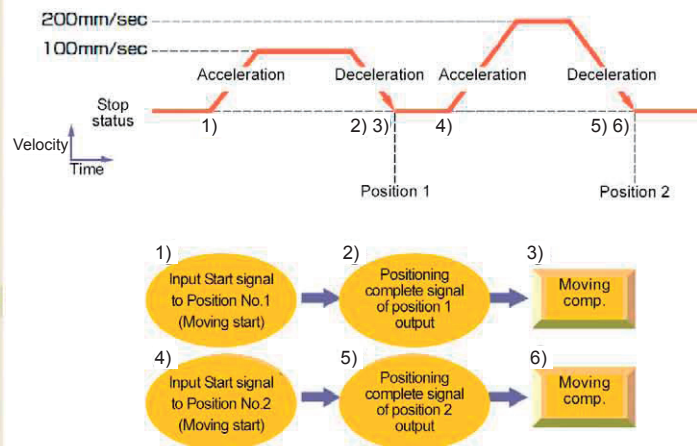 200mm/sec
100mm/sec
Acceleration Deceleration Acceleration Deceleration
Stop
status
1) 2) 3) 4) 5) 6)
Velocity
Time
Position 1 Position 2
1) 2) 3)
Input Start signal
to Position No.1
(Moving start)
Positioning
complete signal
of position 1
output
Moving
comp.
4) 5) 6)
Input Start signal
to Position No.2
(Moving start)
Positioning
complete signal
of position 2
output
Moving
comp.